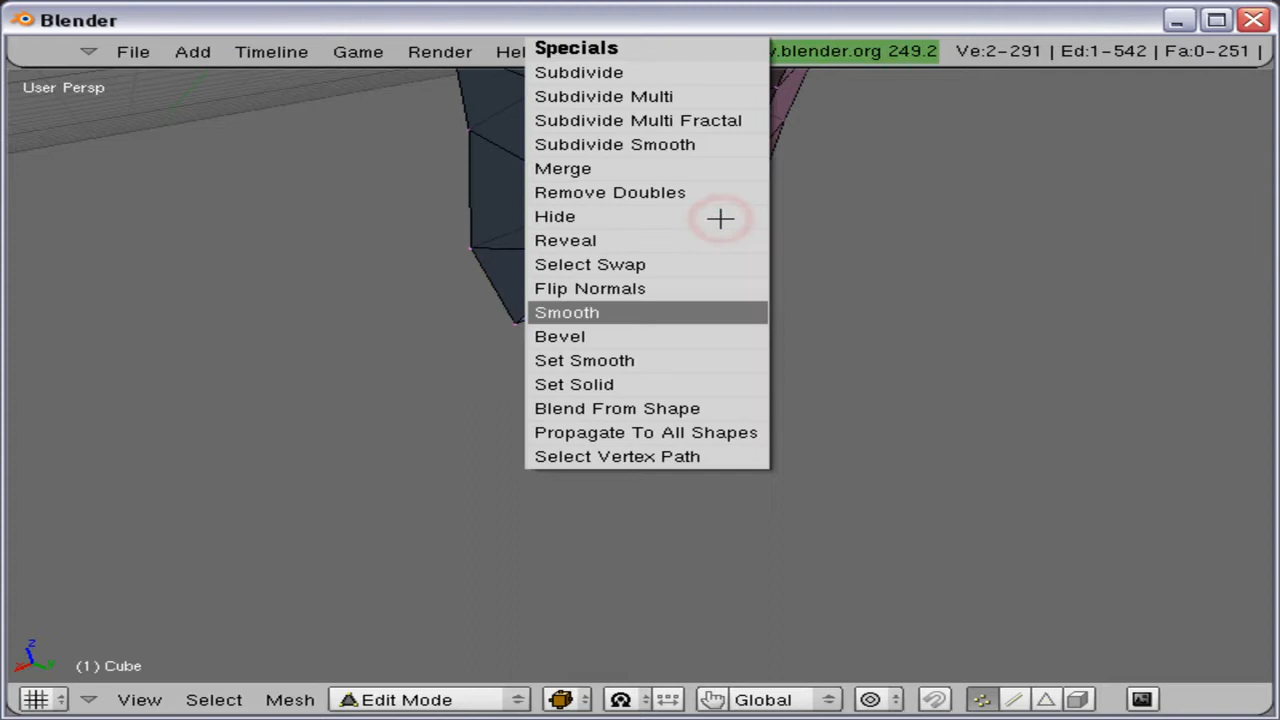 Blender
File Add Timeline Game Render Hel
.blender.org 249.2 Ve:2-291 | Ed:1-542 | Fa:0-251 |
User Persp
Specials
Subdivide
Subdivide Multi
Subdivide Multi Fractal
Subdivide Smooth
Merge
Remove Doubles
Hide
Reveal
Select Swap
Flip Normals
Smooth
Bevel
Set Smooth
Set Solid
Blend From Shape
Propagate To All Shapes
Select Vertex Path
z
x y
(1) Cube
View Select Mesh Edit Mode Global